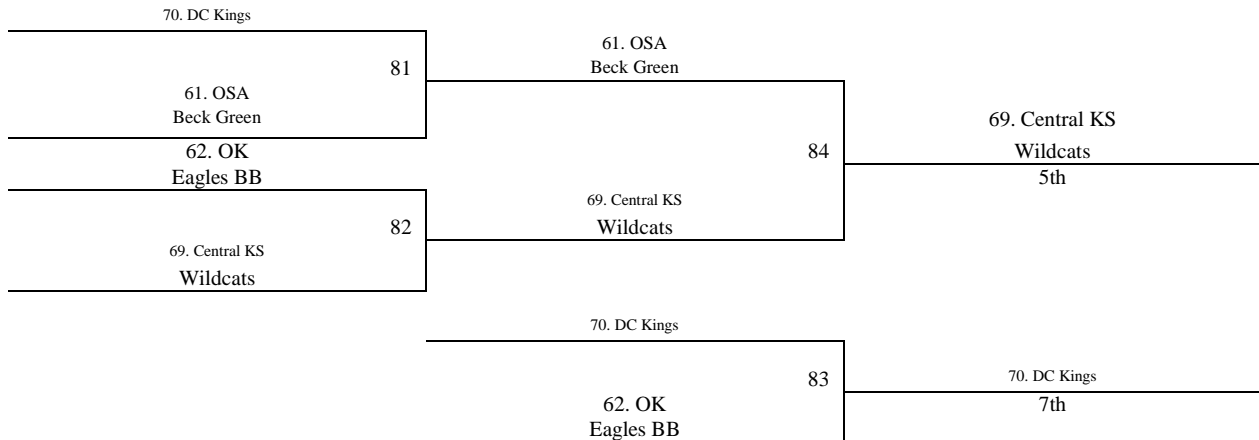 70. DC Kings
81
61. OSA
Beck Green
62. OK
Eagles BB
82
69. Central KS
Wildcats
61. OSA
Beck Green
84
69. Central KS
Wildcats
69. Central KS
Wildcats
5th
70. DC Kings
83
62. OK
Eagles BB
70. DC Kings
7th